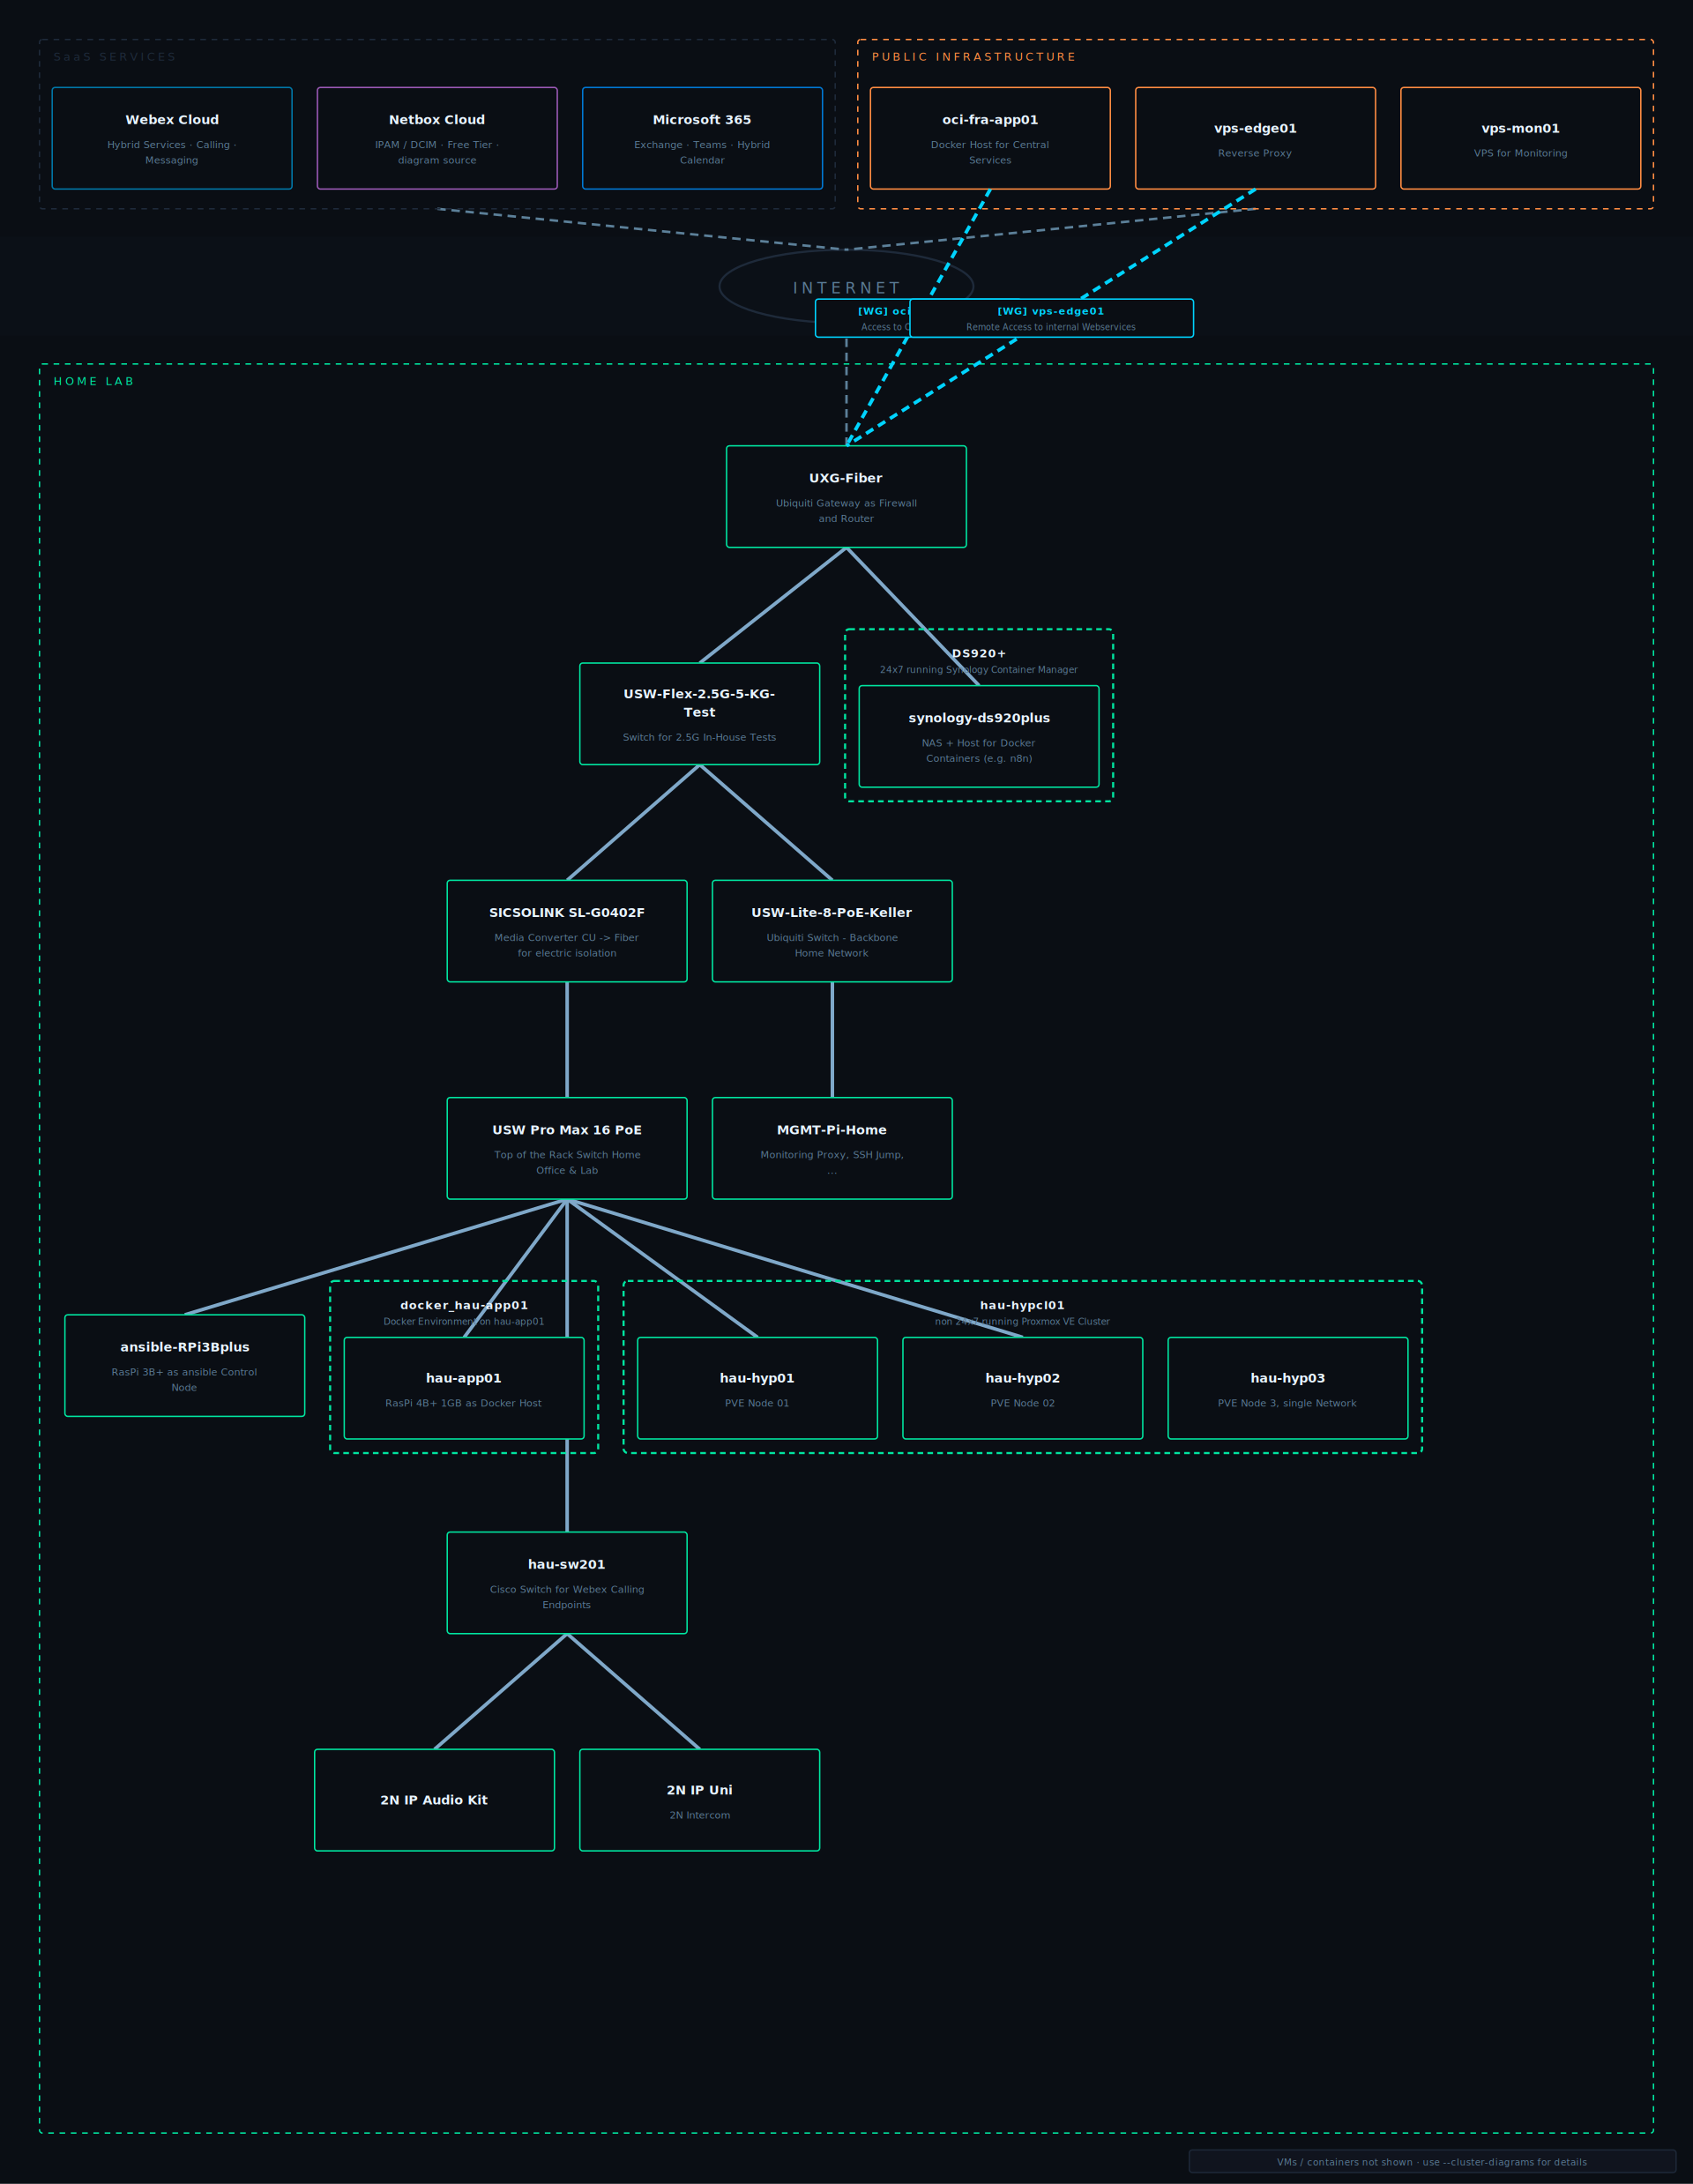 SaaS SERVICES
PUBLIC INFRASTRUCTURE
Webex Cloud
Hybrid Services · Calling ·
Messaging
Netbox Cloud
IPAM / DCIM · Free Tier ·
diagram source
Microsoft 365
Exchange · Teams · Hybrid
Calendar
oci-fra-app01
Docker Host for Central
Services
vps-edge01
Reverse Proxy
vps-mon01
VPS for Monitoring
INTERNET
[WG] oci
Access to
[WG] vps-edge01
Remote Access to internal Webservices
HOME LAB
UXG-Fiber
Ubiquiti Gateway as Firewall
and Router
USW-Flex-2.5G-5-KG-
Test
Switch for 2.5G In-House Tests
DS920+
24x7 running Synology Container Manager
synology-ds920plus
NAS + Host for Docker
Containers (e.g. n8n)
SICSOLINK SL-G0402F
Media Converter CU -> Fiber
for electric isolation
USW-Lite-8-PoE-Keller
Ubiquiti Switch - Backbone
Home Network
USW Pro Max 16 PoE
Top of the Rack Switch Home
Office & Lab
MGMT-Pi-Home
Monitoring Proxy, SSH Jump,
...
ansible-RPi3Bplus
RasPi 3B+ as ansible Control
Node
docker_hau-app01
Docker Environment on hau-app01
hau-app01
RasPi 4B+ 1GB as Docker Host
hau-hypcl01
non 24x7 running Proxmox VE Cluster
hau-hyp01
PVE Node 01
hau-hyp02
PVE Node 02
hau-hyp03
PVE Node 3, single Network
hau-sw201
Cisco Switch for Webex Calling
Endpoints
2N IP Audio Kit
2N IP Uni
2N Intercom
VMs / containers not shown · use --cluster-diagrams for details